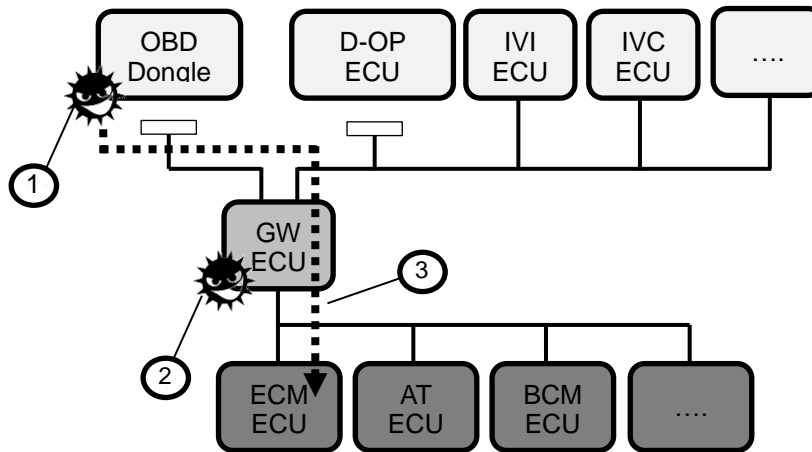 OBD
Dongle
D-OP
ECU
IVI
ECU
IVC
ECU
....
1
GW
ECU
3
2
ECM
ECU
AT
ECU
BCM
ECU
....